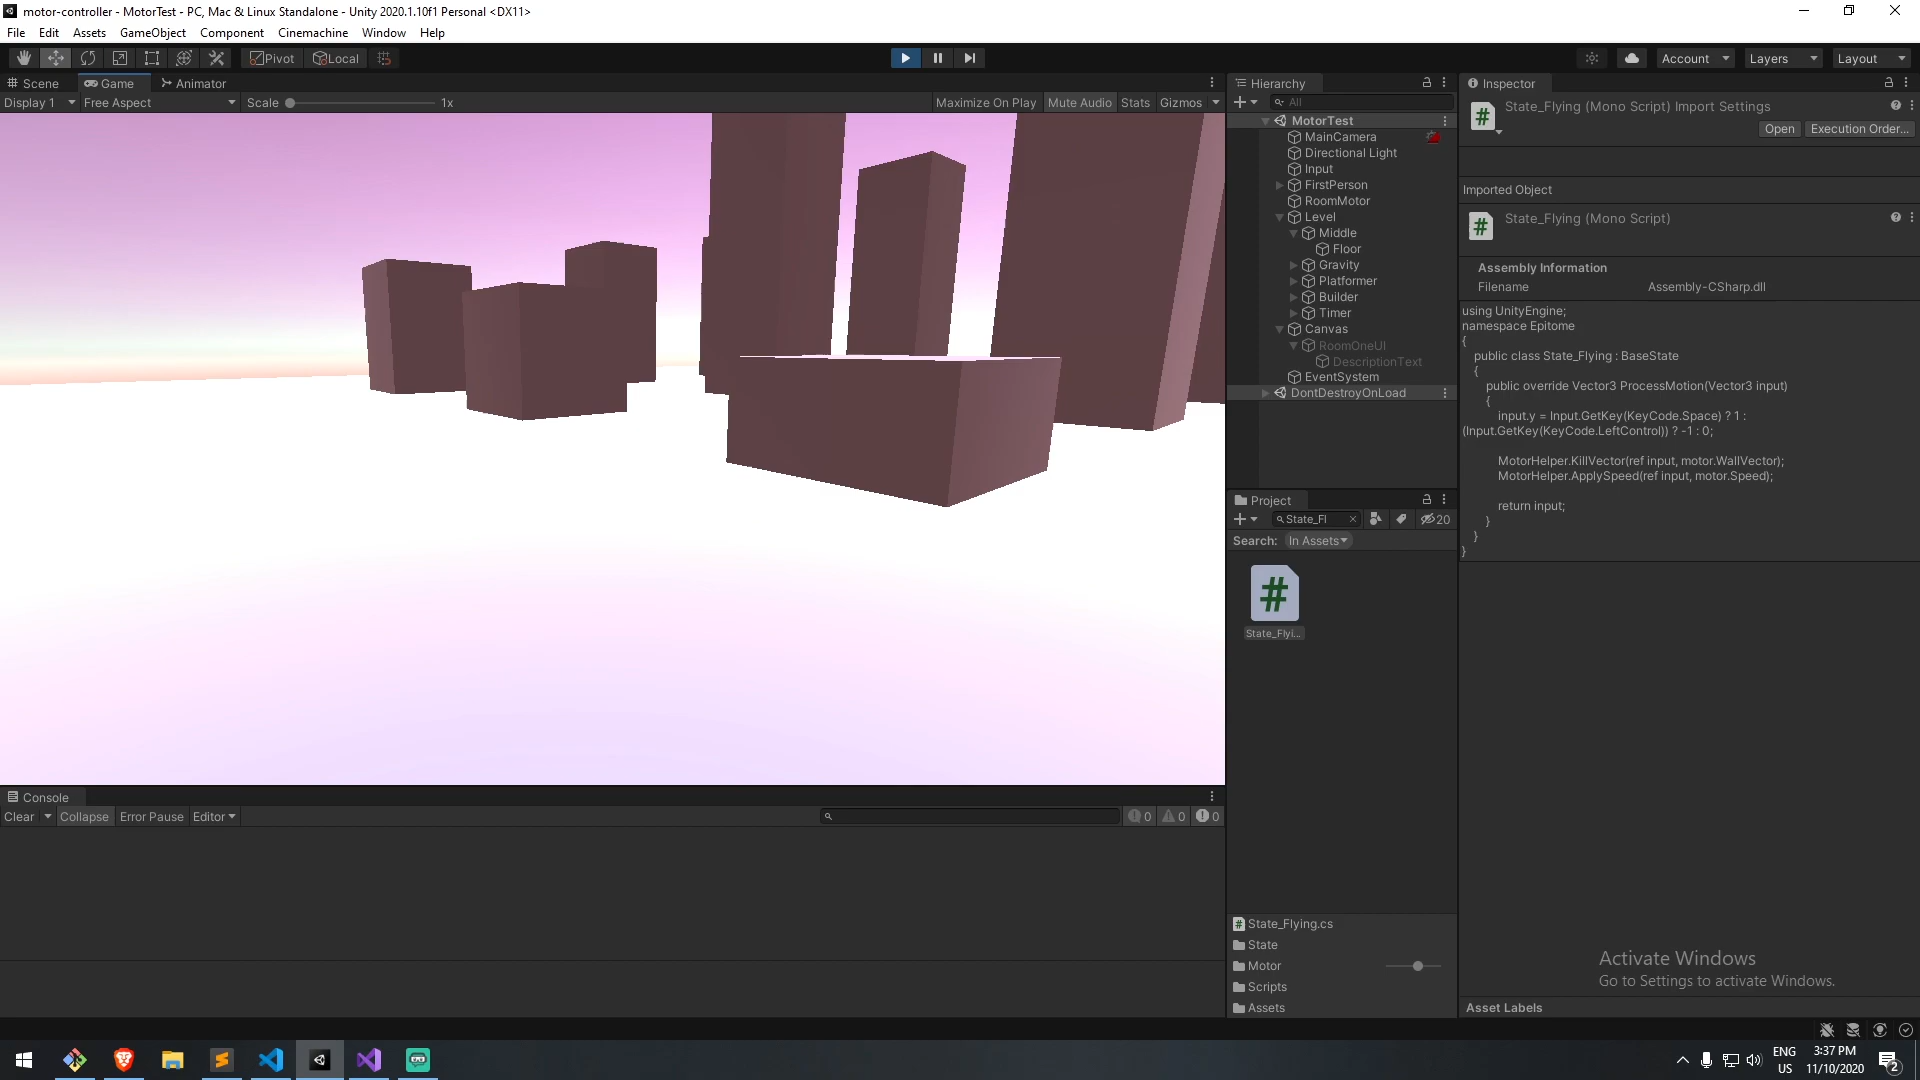 motor-controller - MotorTest - PC, Mac & Linux Standalone - Unity 2020.1.10f1 Personal <DX11>
File Edit Assets GameObject Component Cinemachine Window Help
Pivot Local Account Layers Layout
Scene Game Animator
Display 1 Free Aspect Scale 1x Maximize On Play Mute Audio Stats Gizmos
Hierarchy
All
MotorTest
MainCamera
Directional Light
Input
FirstPerson
RoomMotor
Level
Middle
Floor
Gravity
Platformer
Builder
Timer
Canvas
RoomOneUI
DescriptionText
EventSystem
DontDestroyOnLoad
Project
State_Fl 20
Search: In Assets
State_Flyi...
State_Flying.cs
State
Motor
Scripts
Assets
Inspector
State_Flying (Mono Script) Import Settings
Open Execution Order...
Imported Object
State_Flying (Mono Script)
Assembly Information
Filename Assembly-CSharp.dll
using UnityEngine;
namespace Epitome
{
public class State_Flying : BaseState
{
public override Vector3 ProcessMotion(Vector3 input)
{
input.y = Input.GetKey(KeyCode.Space) ? 1 :
(Input.GetKey(KeyCode.LeftControl)) ? -1 : 0;
MotorHelper.KillVector(ref input, motor.WallVector);
MotorHelper.ApplySpeed(ref input, motor.Speed);
return input;
}
}
}
Activate Windows
Go to Settings to activate Windows.
Asset Labels
Console
Clear Collapse Error Pause Editor 0 0 0
ENG
US
3:37 PM
11/10/2020
2